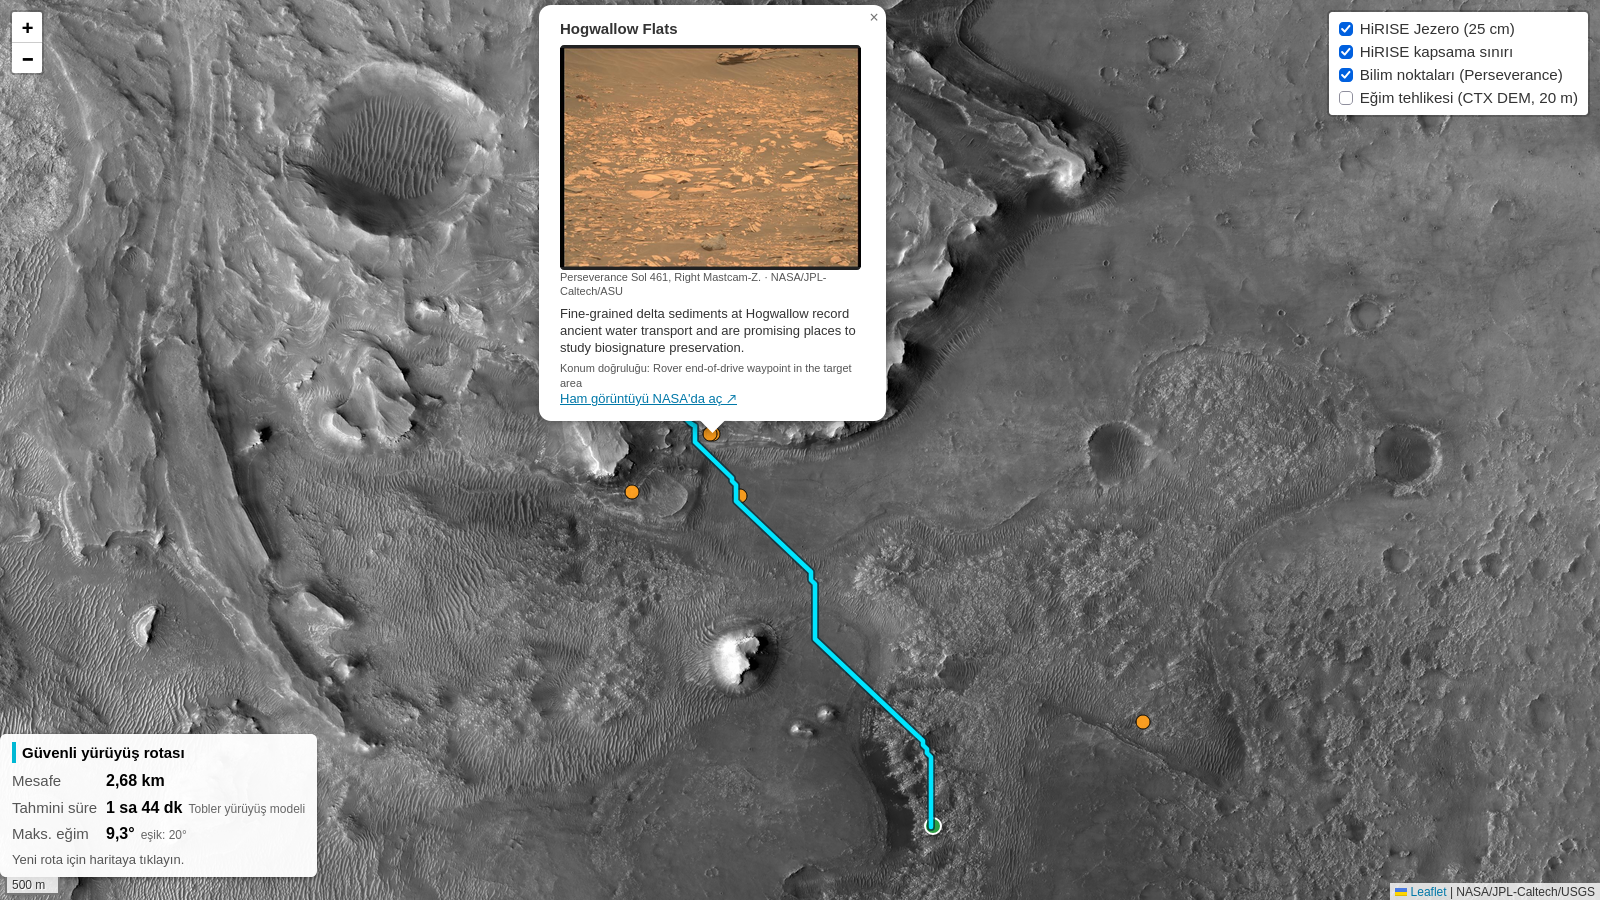 +
−
Hogwallow Flats
×
Perseverance Sol 461, Right Mastcam-Z. · NASA/JPL-
Caltech/ASU
Fine-grained delta sediments at Hogwallow record
ancient water transport and are promising places to
study biosignature preservation.
Konum doğruluğu: Rover end-of-drive waypoint in the target
area
Ham görüntüyü NASA'da aç ↗
HiRISE Jezero (25 cm)
HiRISE kapsama sınırı
Bilim noktaları (Perseverance)
Eğim tehlikesi (CTX DEM, 20 m)
Güvenli yürüyüş rotası
Mesafe 2,68 km
Tahmini süre 1 sa 44 dk Tobler yürüyüş modeli
Maks. eğim 9,3° eşik: 20°
Yeni rota için haritaya tıklayın.
500 m
Leaflet | NASA/JPL-Caltech/USGS